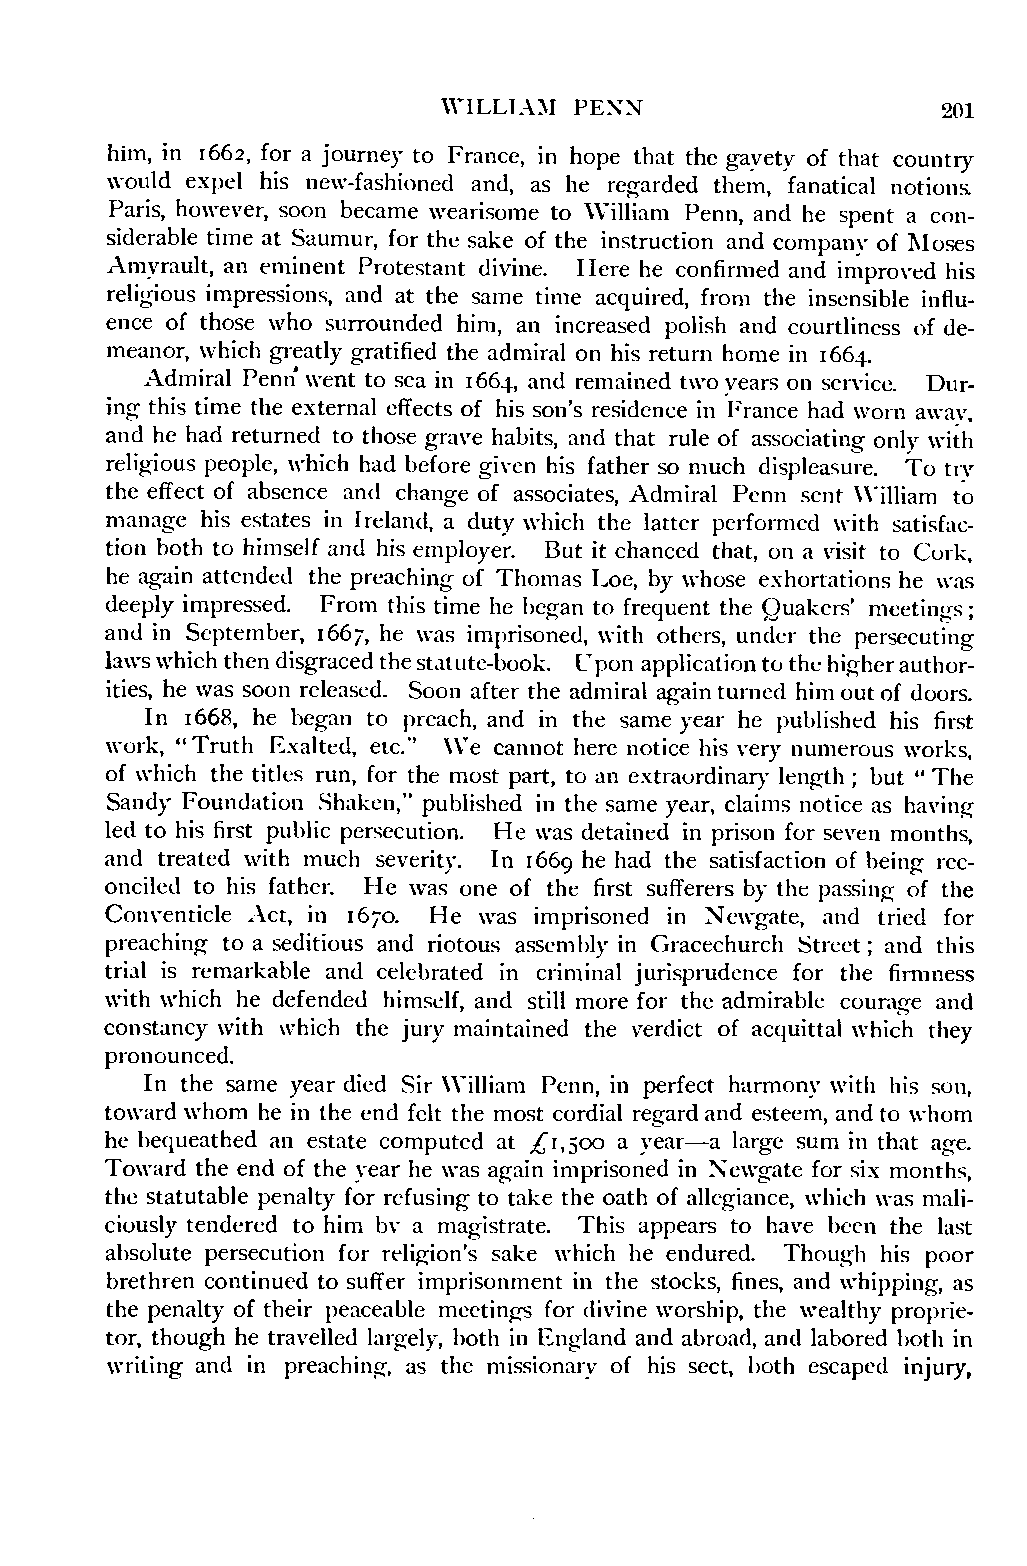 WILLIAM PENN 201
him, in 1662, for a journey to France, in hope that the gayety of that country
would expel his new-fashioned and, as he regarded them, fanatical notions.
Paris, however, soon became wearisome to William Penn, and he spent a con-
siderable time at Saumur, for the sake of the instruction and company of Moses
Amyrault, an eminent Protestant divine. Here he confirmed and improved his
religious impressions, and at the same time acquired, from the insensible influ-
ence of those who surrounded him, an increased polish and courtliness of de-
meanor, which greatly gratified the admiral on his return home in 1664.
Admiral Penn went to sea in 1664, and remained two years on service. Dur-
ing this time the external effects of his son's residence in France had worn away,
and he had returned to those grave habits, and that rule of associating only with
religious people, which had before given his father so much displeasure. To try
the effect of absence and change of associates, Admiral Penn sent William to
manage his estates in Ireland, a duty which the latter performed with satisfac-
tion both to himself and his employer. But it chanced that, on a visit to Cork,
he again attended the preaching of Thomas Loe, by whose exhortations he was
deeply impressed. From this time he began to frequent the Quakers' meetings;
and in September, 1667, he was imprisoned, with others, under the persecuting
laws which then disgraced the statute-book. Upon application to the higher author-
ities, he was soon released. Soon after the admiral again turned him out of doors.
In 1668, he began to preach, and in the same year he published his first
work, "Truth Exalted, etc." We cannot here notice his very numerous works,
of which the titles run, for the most part, to an extraordinary length; but "The
Sandy Foundation Shaken," published in the same year, claims notice as having
led to his first public persecution. He was detained in prison for seven months,
and treated with much severity. In 1669 he had the satisfaction of being rec-
onciled to his father. He was one of the first sufferers by the passing of the
Conventicle Act, in 1670. He was imprisoned in Newgate, and tried for
preaching to a seditious and riotous assembly in Gracechurch Street; and this
trial is remarkable and celebrated in criminal jurisprudence for the firmness
with which he defended himself, and still more for the admirable courage and
constancy with which the jury maintained the verdict of acquittal which they
pronounced.
In the same year died Sir William Penn, in perfect harmony with his son,
toward whom he in the end felt the most cordial regard and esteem, and to whom
he bequeathed an estate computed at £1,500 a year—a large sum in that age.
Toward the end of the year he was again imprisoned in Newgate for six months,
the statutable penalty for refusing to take the oath of allegiance, which was mali-
ciously tendered to him by a magistrate. This appears to have been the last
absolute persecution for religion's sake which he endured. Though his poor
brethren continued to suffer imprisonment in the stocks, fines, and whipping, as
the penalty of their peaceable meetings for divine worship, the wealthy proprie-
tor, though he travelled largely, both in England and abroad, and labored both in
writing and in preaching, as the missionary of his sect, both escaped injury,